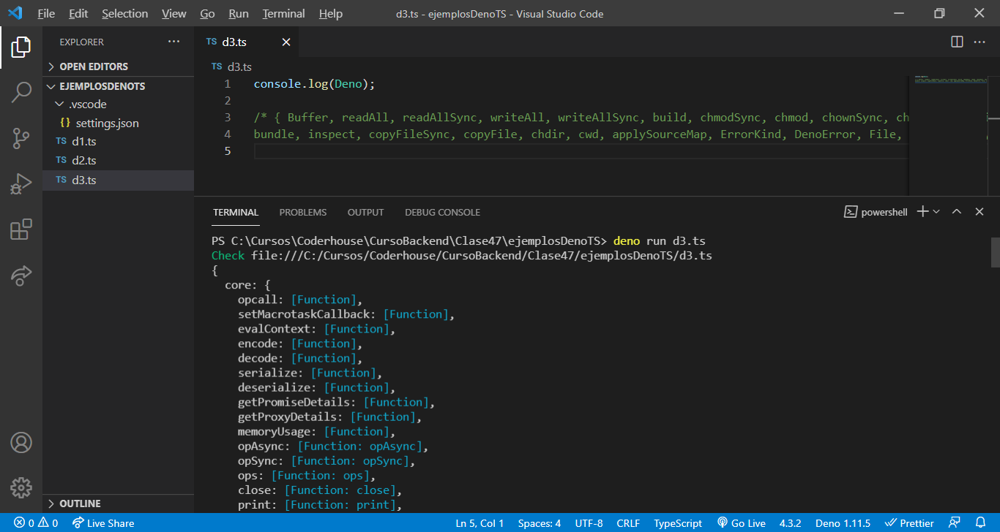 File Edit Selection View Go Run Terminal Help d3.ts - ejemplosDenoTS - Visual Studio Code
EXPLORER
OPEN EDITORS
EJEMPLOSDENOTS
.vscode
{} settings.json
TS d1.ts
TS d2.ts
TS d3.ts
OUTLINE
TS d3.ts
TS d3.ts
1 console.log(Deno);
2
3 /* { Buffer, readAll, readAllSync, writeAll, writeAllSync, build, chmodSync, chmod, chownSync, ch
4 bundle, inspect, copyFileSync, copyFile, chdir, cwd, applySourceMap, ErrorKind, DenoError, File,
5
TERMINAL PROBLEMS OUTPUT DEBUG CONSOLE powershell
PS C:\Cursos\Coderhouse\CursoBackend\Clase47\ejemplosDenoTS> deno run d3.ts
Check file:///C:/Cursos/Coderhouse/CursoBackend/Clase47/ejemplosDenoTS/d3.ts
{
core: {
opcall: [Function],
setMacrotaskCallback: [Function],
evalContext: [Function],
encode: [Function],
decode: [Function],
serialize: [Function],
deserialize: [Function],
getPromiseDetails: [Function],
getProxyDetails: [Function],
memoryUsage: [Function],
opAsync: [Function: opAsync],
opSync: [Function: opSync],
ops: [Function: ops],
close: [Function: close],
print: [Function: print],
0 0 Live Share Ln 5, Col 1 Spaces: 4 UTF-8 CRLF TypeScript Go Live 4.3.2 Deno 1.11.5 Prettier